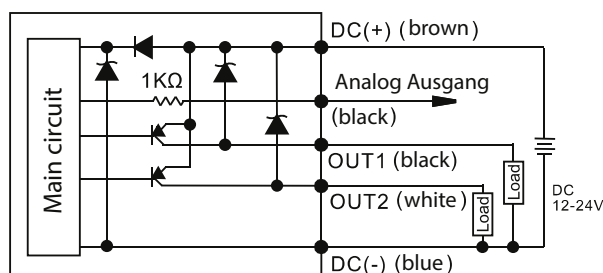 DC(+) (brown)
Main circuit
1KΩ
Analog Ausgang
(black)
OUT1 (black)
OUT2 (white)
Load
Load
DC
12-24V
DC(-) (blue)